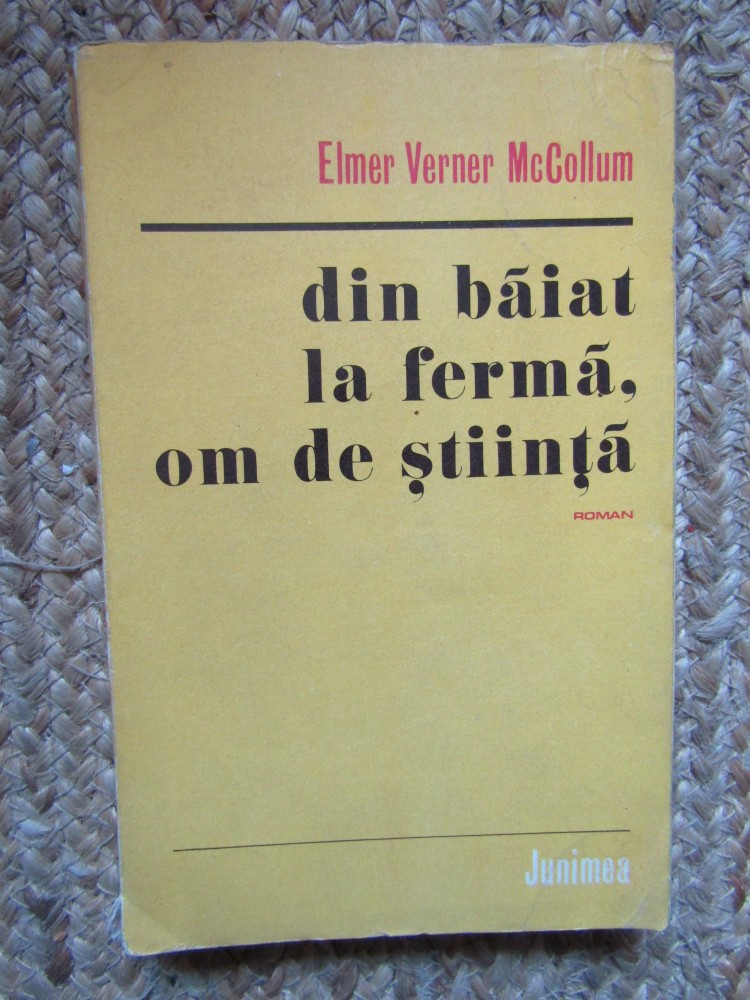 Elmer Verner McCollum
din băiat
la fermă,
om de știință
ROMAN
Junimea